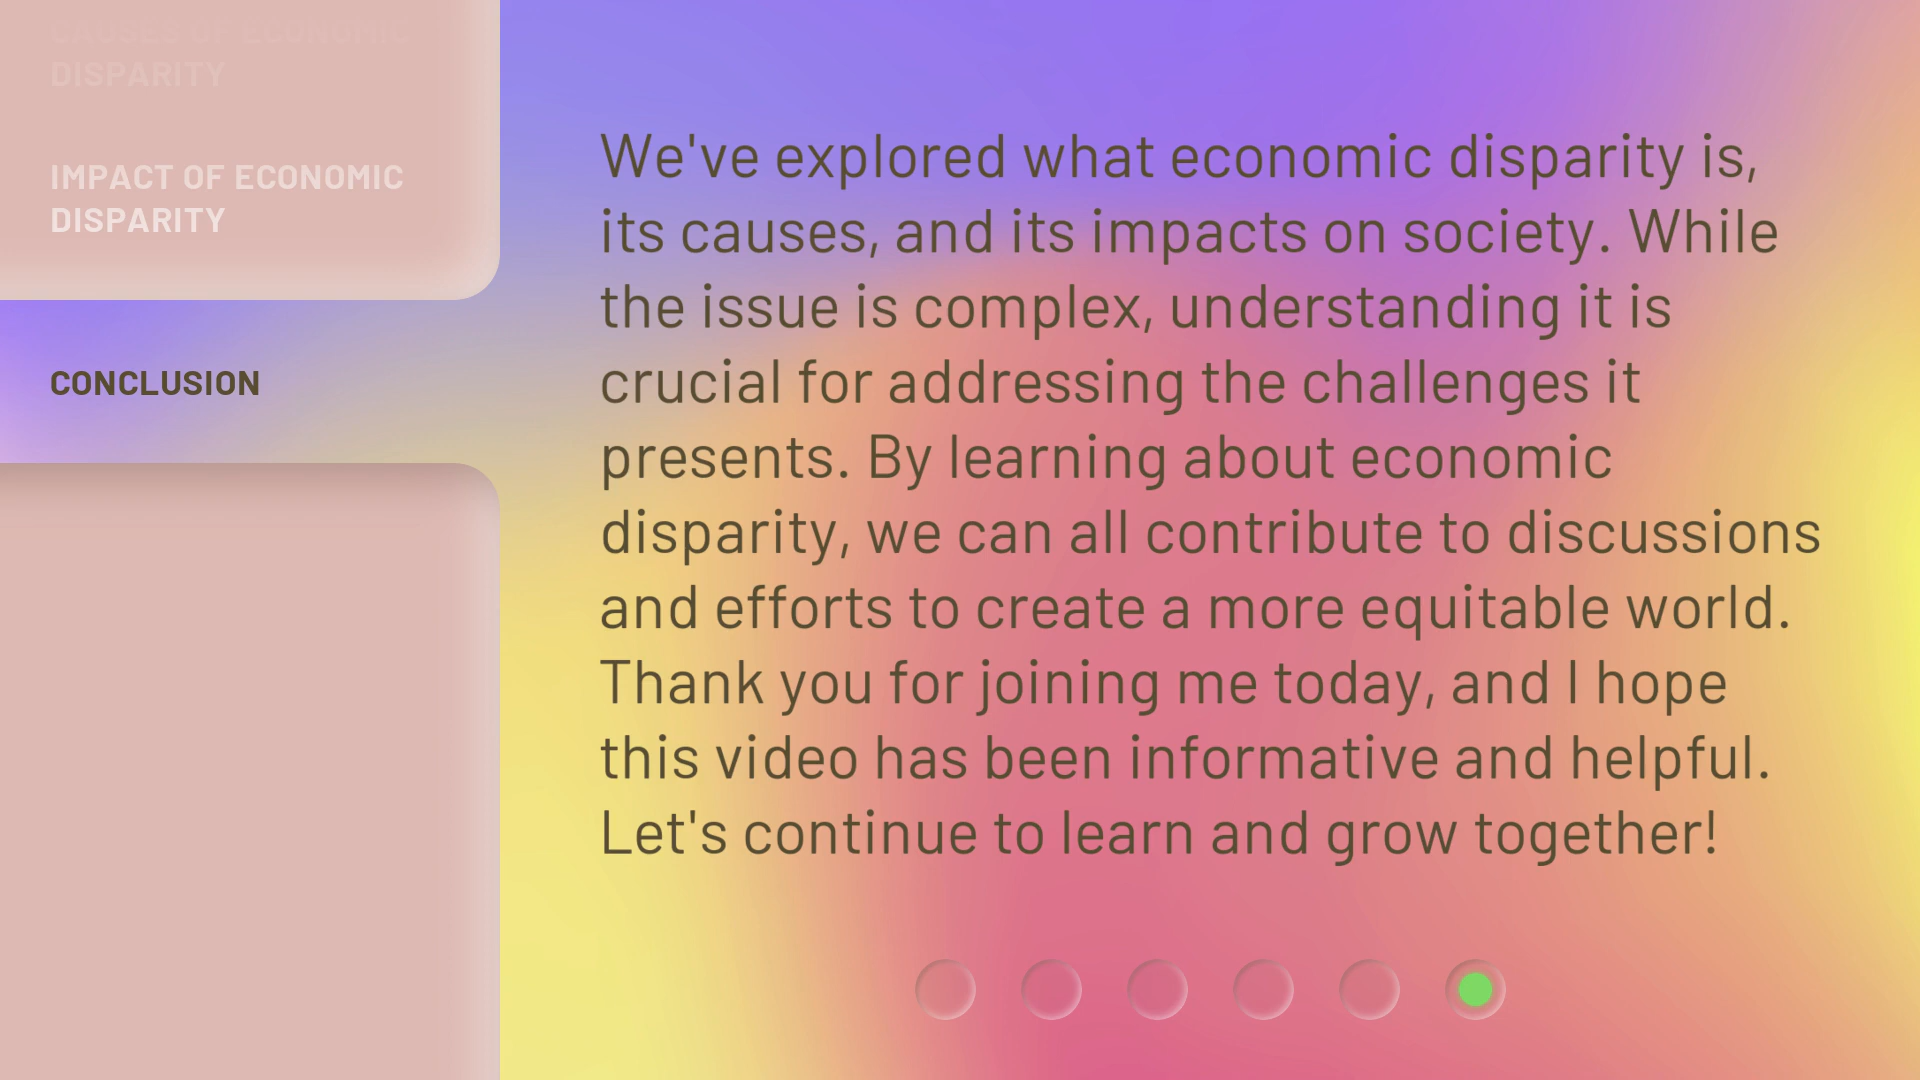 CAUSES OF ECONOMIC
DISPARITY
IMPACT OF ECONOMIC
DISPARITY
CONCLUSION
We've explored what economic disparity is,
its causes, and its impacts on society. While
the issue is complex, understanding it is
crucial for addressing the challenges it
presents. By learning about economic
disparity, we can all contribute to discussions
and efforts to create a more equitable world.
Thank you for joining me today, and I hope
this video has been informative and helpful.
Let's continue to learn and grow together!